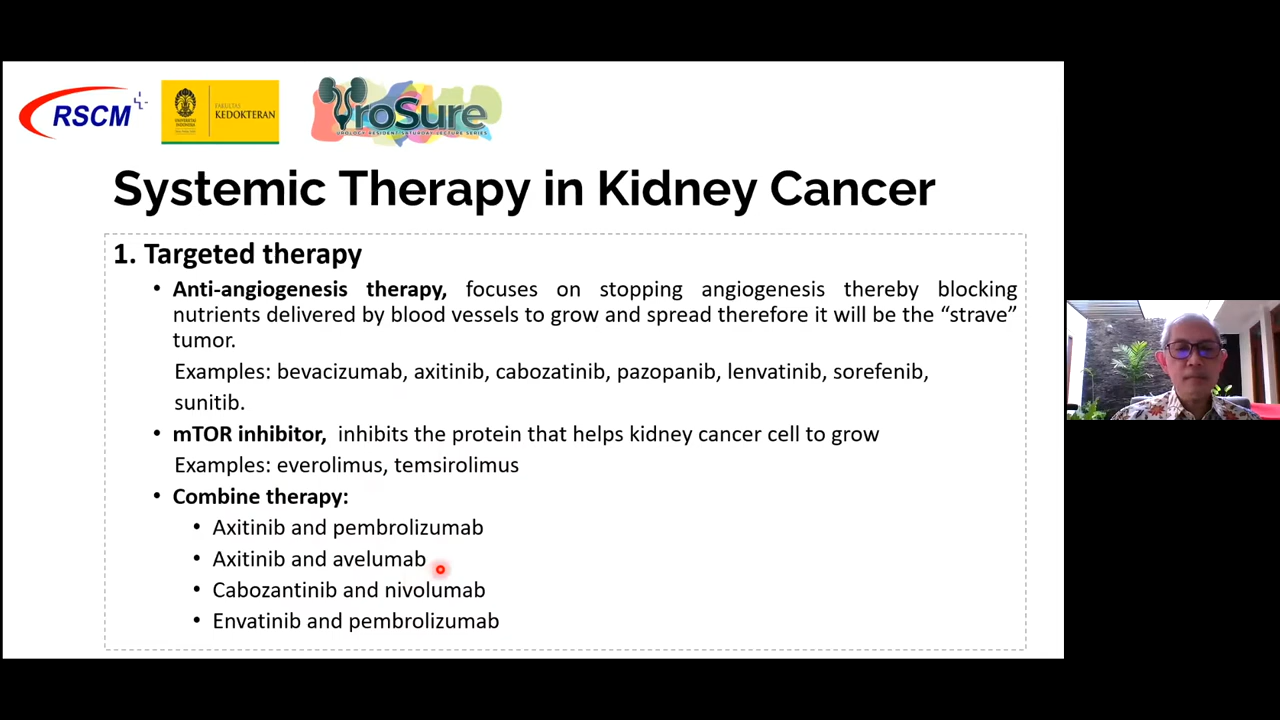 RSCM
FAKULTAS
KEDOKTERAN
UroSure
UROLOGY RESIDENT SATURDAY LECTURE SERIES
Systemic Therapy in Kidney Cancer
1. Targeted therapy
• Anti-angiogenesis therapy, focuses on stopping angiogenesis thereby blocking
nutrients delivered by blood vessels to grow and spread therefore it will be the “strave”
tumor.
Examples: bevacizumab, axitinib, cabozatinib, pazopanib, lenvatinib, sorefenib,
sunitib.
• mTOR inhibitor, inhibits the protein that helps kidney cancer cell to grow
Examples: everolimus, temsirolimus
• Combine therapy:
• Axitinib and pembrolizumab
• Axitinib and avelumab
• Cabozantinib and nivolumab
• Envatinib and pembrolizumab